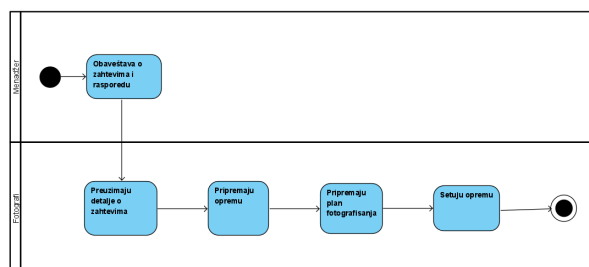 Menadžer
Obaveštava o
zahtevima i
rasporedu
Fotografi
Preuzimaju
detalje o
zahtevima
Pripremaju
opremu
Pripremaju
plan
fotografisanja
Setuju opremu